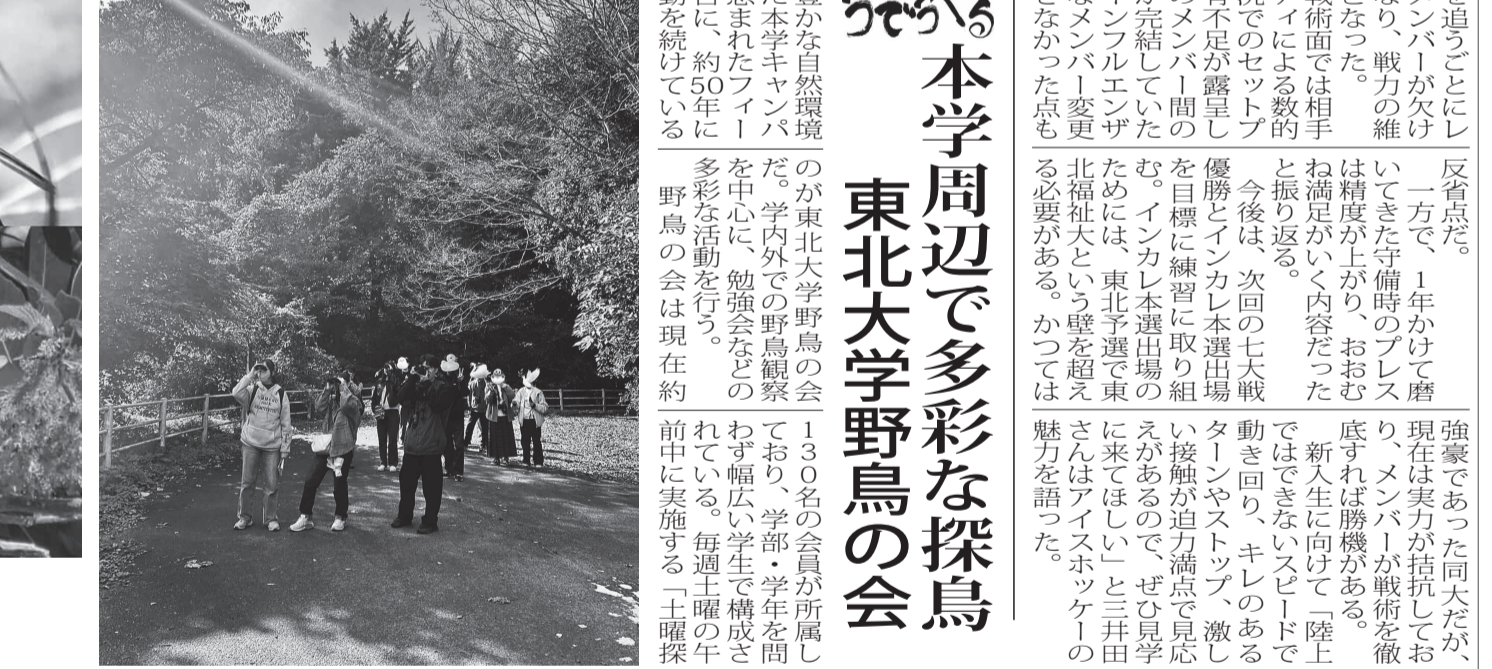 を追うごとにレ
ンバーが欠け
なり、戦力の維
となった。
戦術面では相手
ティによる数的
況でのセットプ
有不足が露呈し
のメンバー間の
が完結していた
インフルエンザ
なメンバー変更
せなかった点も
反省点だ。
一方で、1年かけて磨
いてきた守備時のプレス
は精度が上がり、おおむ
ね満足がいく内容だった
と振り返る。
今後は、次回の七大戦
優勝とインカレ本選出場
を目標に練習に取り組
む。インカレ本選出場の
ためには、東北予選で東
北福祉大という壁を超え
る必要がある。かつては
強豪であった同大だが、
現在は実力が拮抗してお
り、メンバーが戦術を徹
底すれば勝機がある。
新入生に向けて「陸上
ではできないスピードで
動き回り、キレのある
ターンやストップ、激し
い接触が迫力満点で見応
えがあるので、ぜひ見学
に来てほしい」と三井田
さんはアイスホッケーの
魅力を語った。
本学周辺で多彩な探鳥
東北大学野鳥の会
豊かな自然環境
た本学キャンパ
恵まれたフィー
台に、約50年に
動を続けている
のが東北大学野鳥の会
だ。学内外での野鳥観察
を中心に、勉強会などの
多彩な活動を行う。
野鳥の会は現在約
130名の会員が所属し
ており、学部・学年を問
わず幅広い学生で構成さ
れている。毎週土曜の午
前中に実施する「土曜探